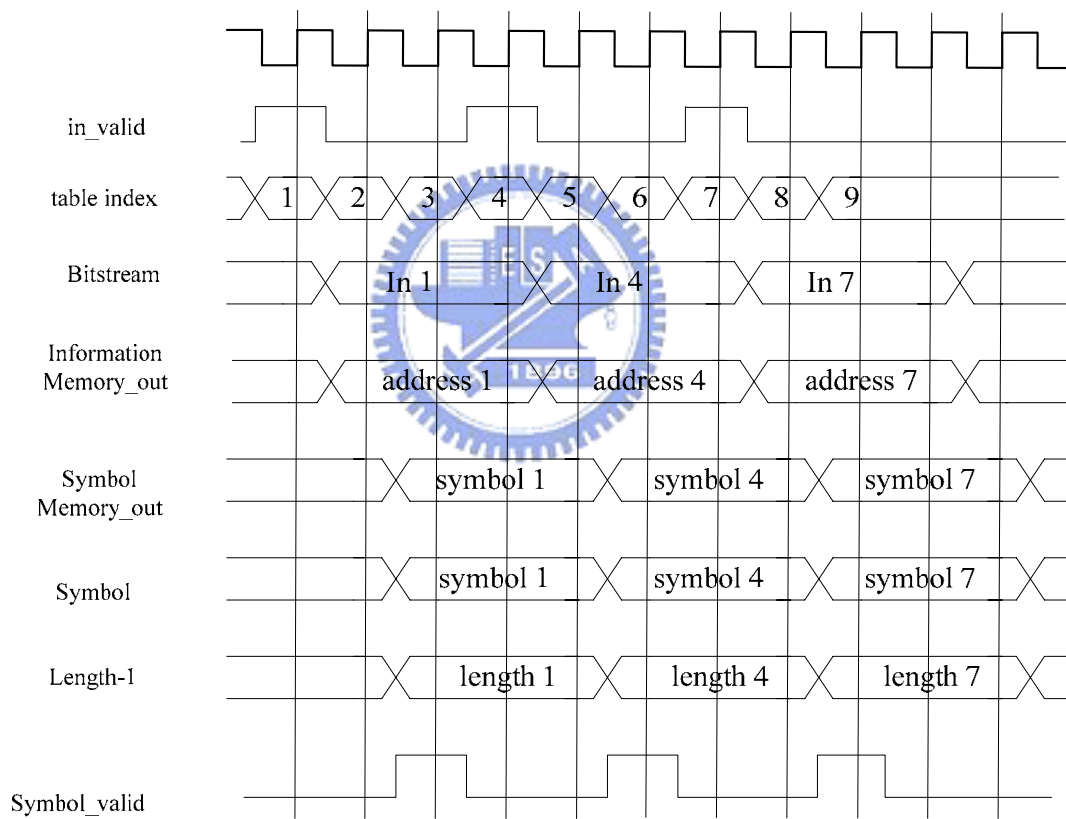 in_valid
table index 1 2 3 4 5 6 7 8 9
Bitstream In 1 In 4 In 7
Information
Memory_out address 1 address 4 address 7
Symbol
Memory_out symbol 1 symbol 4 symbol 7
Symbol symbol 1 symbol 4 symbol 7
Length-1 length 1 length 4 length 7
Symbol_valid
E S
1896